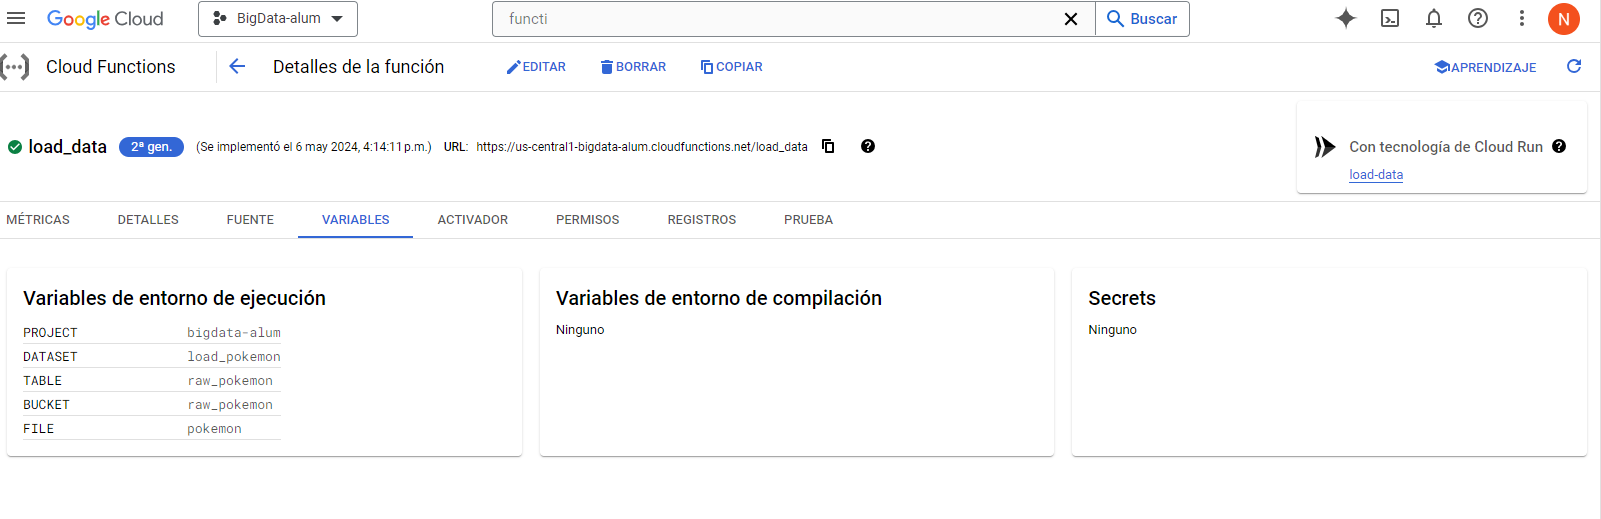 Google Cloud
BigData-alum
functi
Buscar
N
Cloud Functions
Detalles de la función
EDITAR
BORRAR
COPIAR
APRENDIZAJE
load_data
2ª gen.
(Se implementó el 6 may 2024, 4:14:11 p.m.)
URL: https://us-central1-bigdata-alum.cloudfunctions.net/load_data
Con tecnología de Cloud Run
load-data
MÉTRICAS
DETALLES
FUENTE
VARIABLES
ACTIVADOR
PERMISOS
REGISTROS
PRUEBA
Variables de entorno de ejecución
PROJECT bigdata-alum
DATASET load_pokemon
TABLE raw_pokemon
BUCKET raw_pokemon
FILE pokemon
Variables de entorno de compilación
Ninguno
Secrets
Ninguno